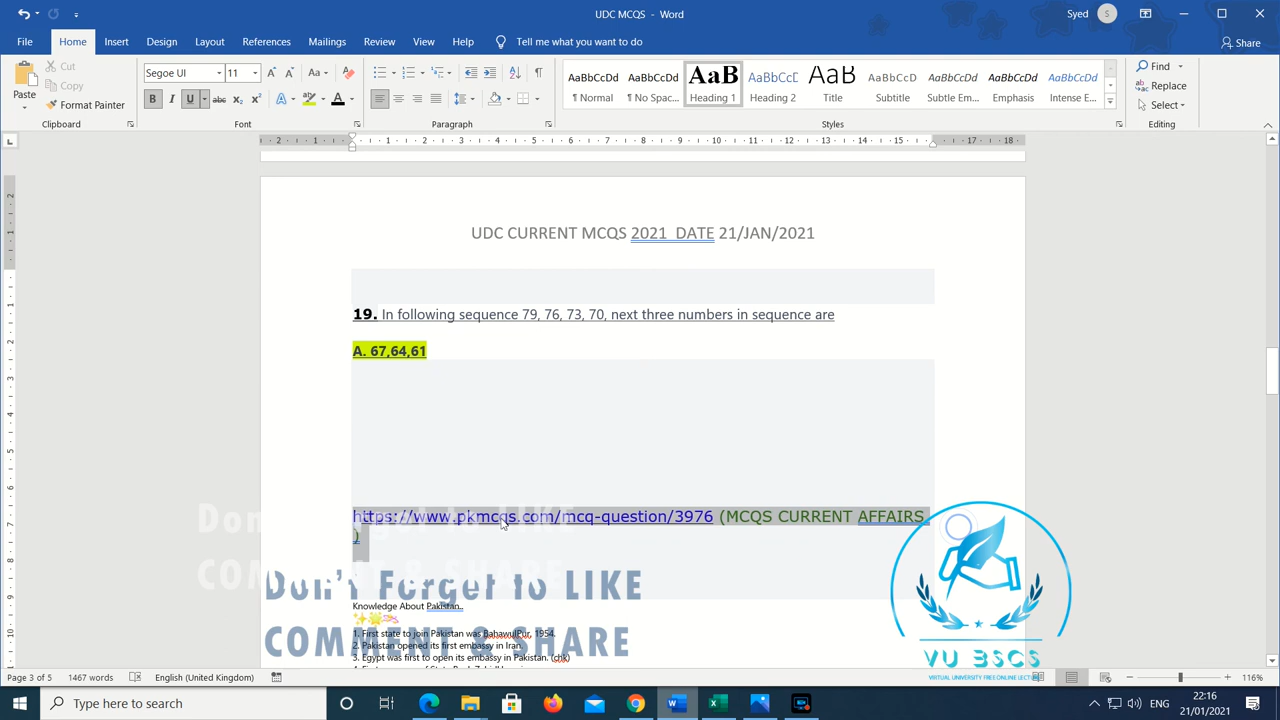 UDC MCQS - Word
Syed
S
File
Home
Insert
Design
Layout
References
Mailings
Review
View
Help
Tell me what you want to do
Share
Paste
Cut
Copy
Format Painter
Clipboard
Segoe UI
11
Font
Paragraph
AaBbCcDd
¶ Normal
AaBbCcDd
¶ No Spac...
AaB
Heading 1
AaBbCcD
Heading 2
AaB
Title
AaBbCcD
Subtitle
AaBbCcDd
Subtle Em...
AaBbCcDd
Emphasis
AaBbCcDd
Intense E...
Styles
Find
Replace
Select
Editing
UDC CURRENT MCQS 2021 DATE 21/JAN/2021
19. In following sequence 79, 76, 73, 70, next three numbers in sequence are
A. 67,64,61
https://www.pkmcqs.com/mcq-question/3976 (MCQS CURRENT AFFAIRS
)
Don't Forget to LIKE
COMMENT & SHARE
Knowledge About Pakistan..
1. First state to join Pakistan was BahawulPur, 1954.
2. Pakistan opened its first embassy in Iran.
3. Egypt was first to open its embassy in Pakistan. (chk)
VU BSCS
VIRTUAL UNIVERSITY FREE ONLINE LECTURE
Page 3 of 5
1467 words
English (United Kingdom)
116%
Type here to search
ENG
22:16
21/01/2021